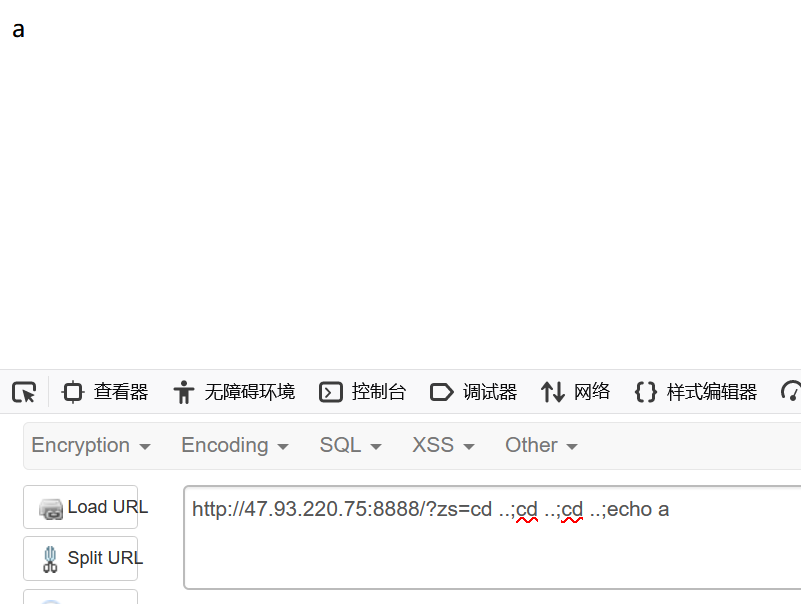 a
查看器 无障碍环境 控制台 调试器 网络 样式编辑器
Encryption Encoding SQL XSS Other
Load URL
http://47.93.220.75:8888/?zs=cd ..;cd ..;cd ..;echo a
Split URL